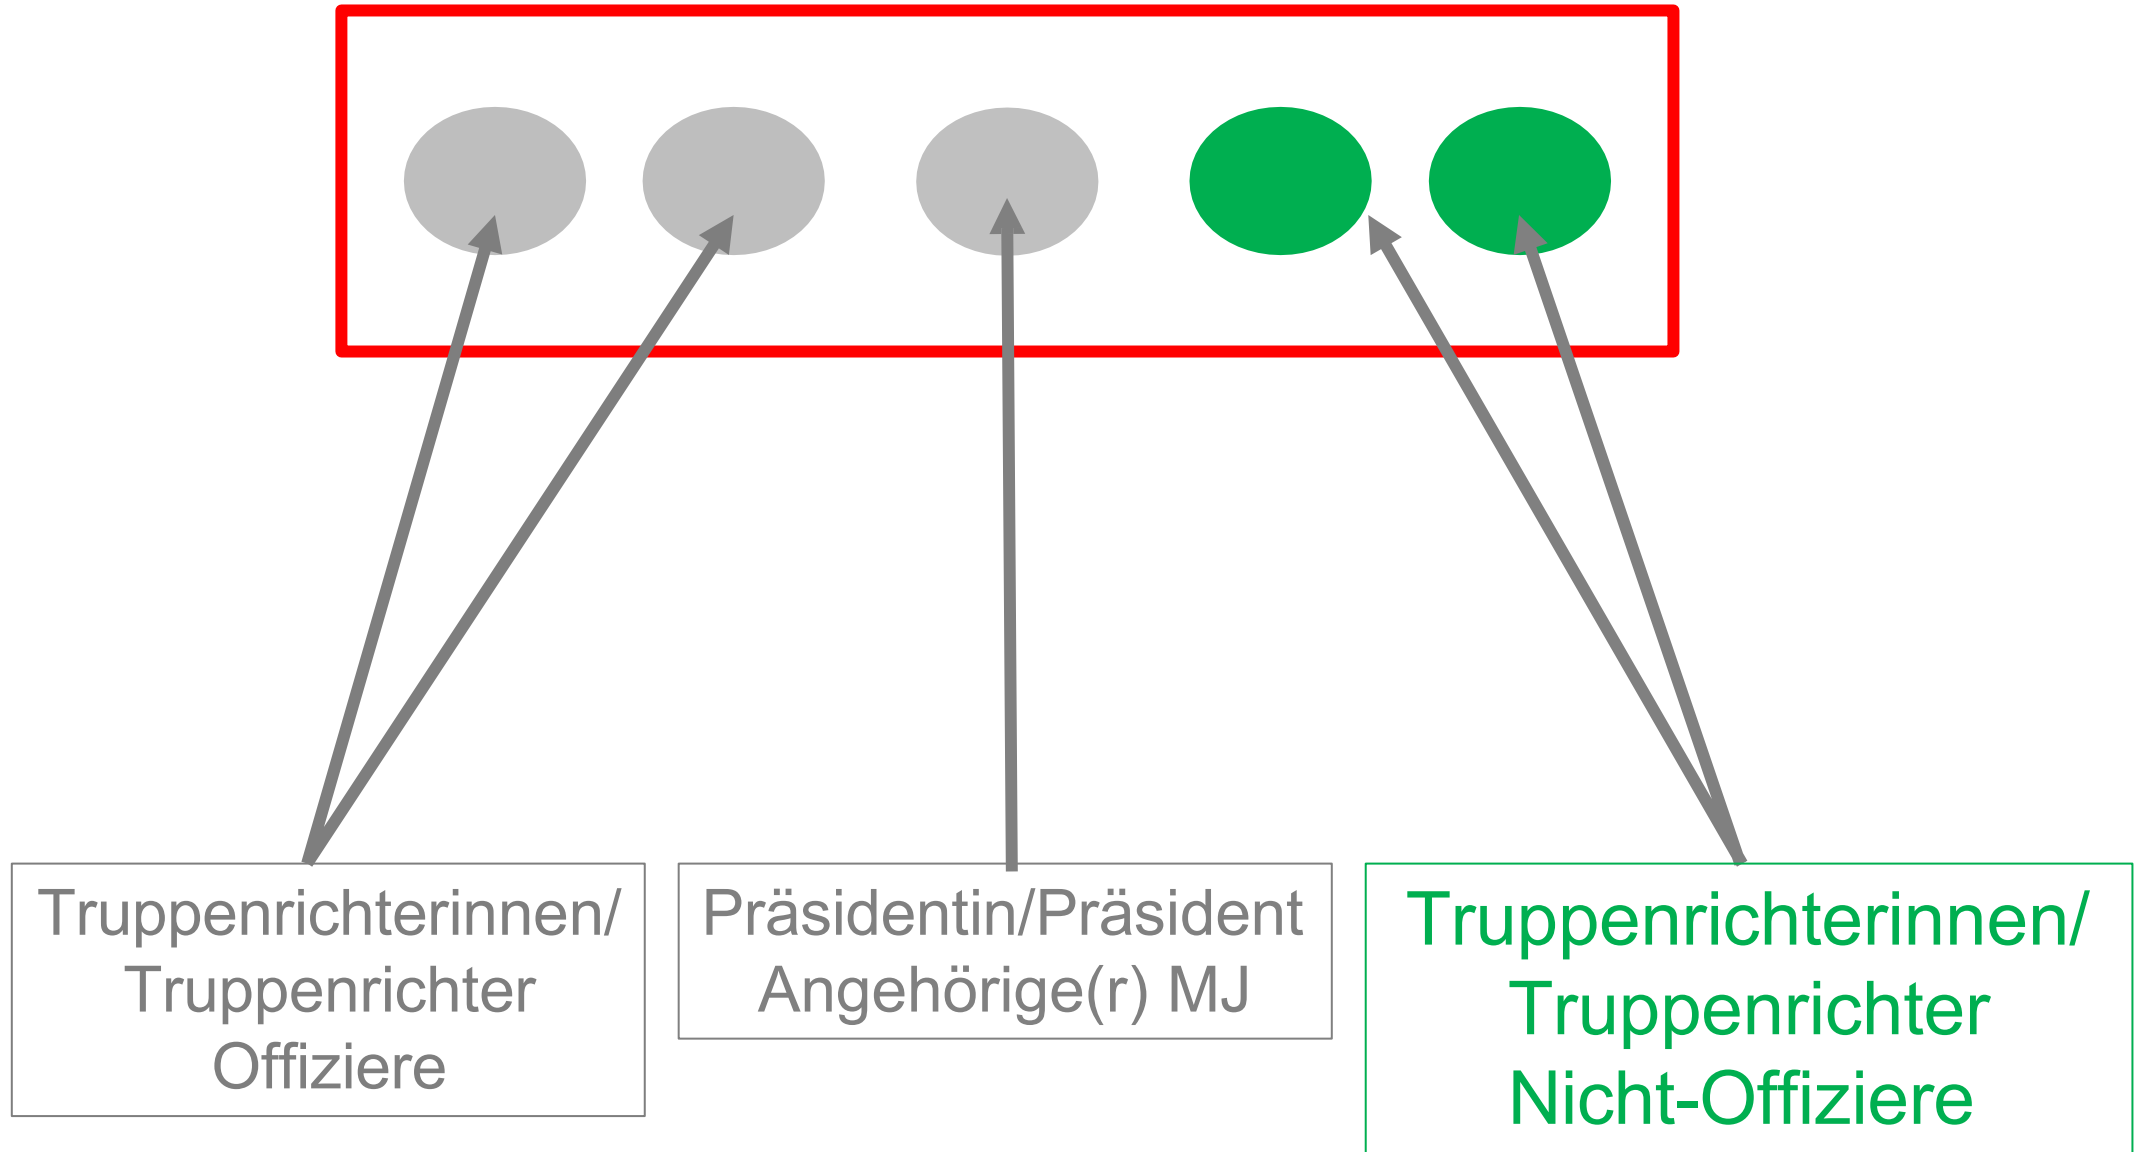 Truppenrichterinnen/
Truppenrichter
Offiziere
Präsidentin/Präsident
Angehörige(r) MJ
Truppenrichterinnen/
Truppenrichter
Nicht-Offiziere